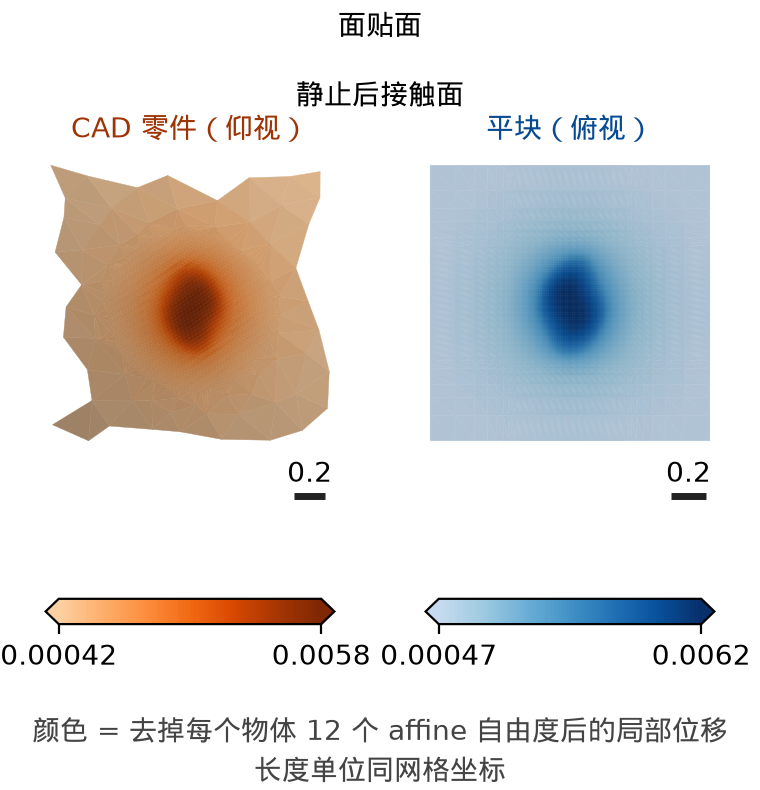 面贴面
静止后接触面
CAD 零件（仰视）
平块（俯视）
0.2
0.2
0.00042
0.0058
0.00047
0.0062
颜色 = 去掉每个物体 12 个 affine 自由度后的局部位移
长度单位同网格坐标